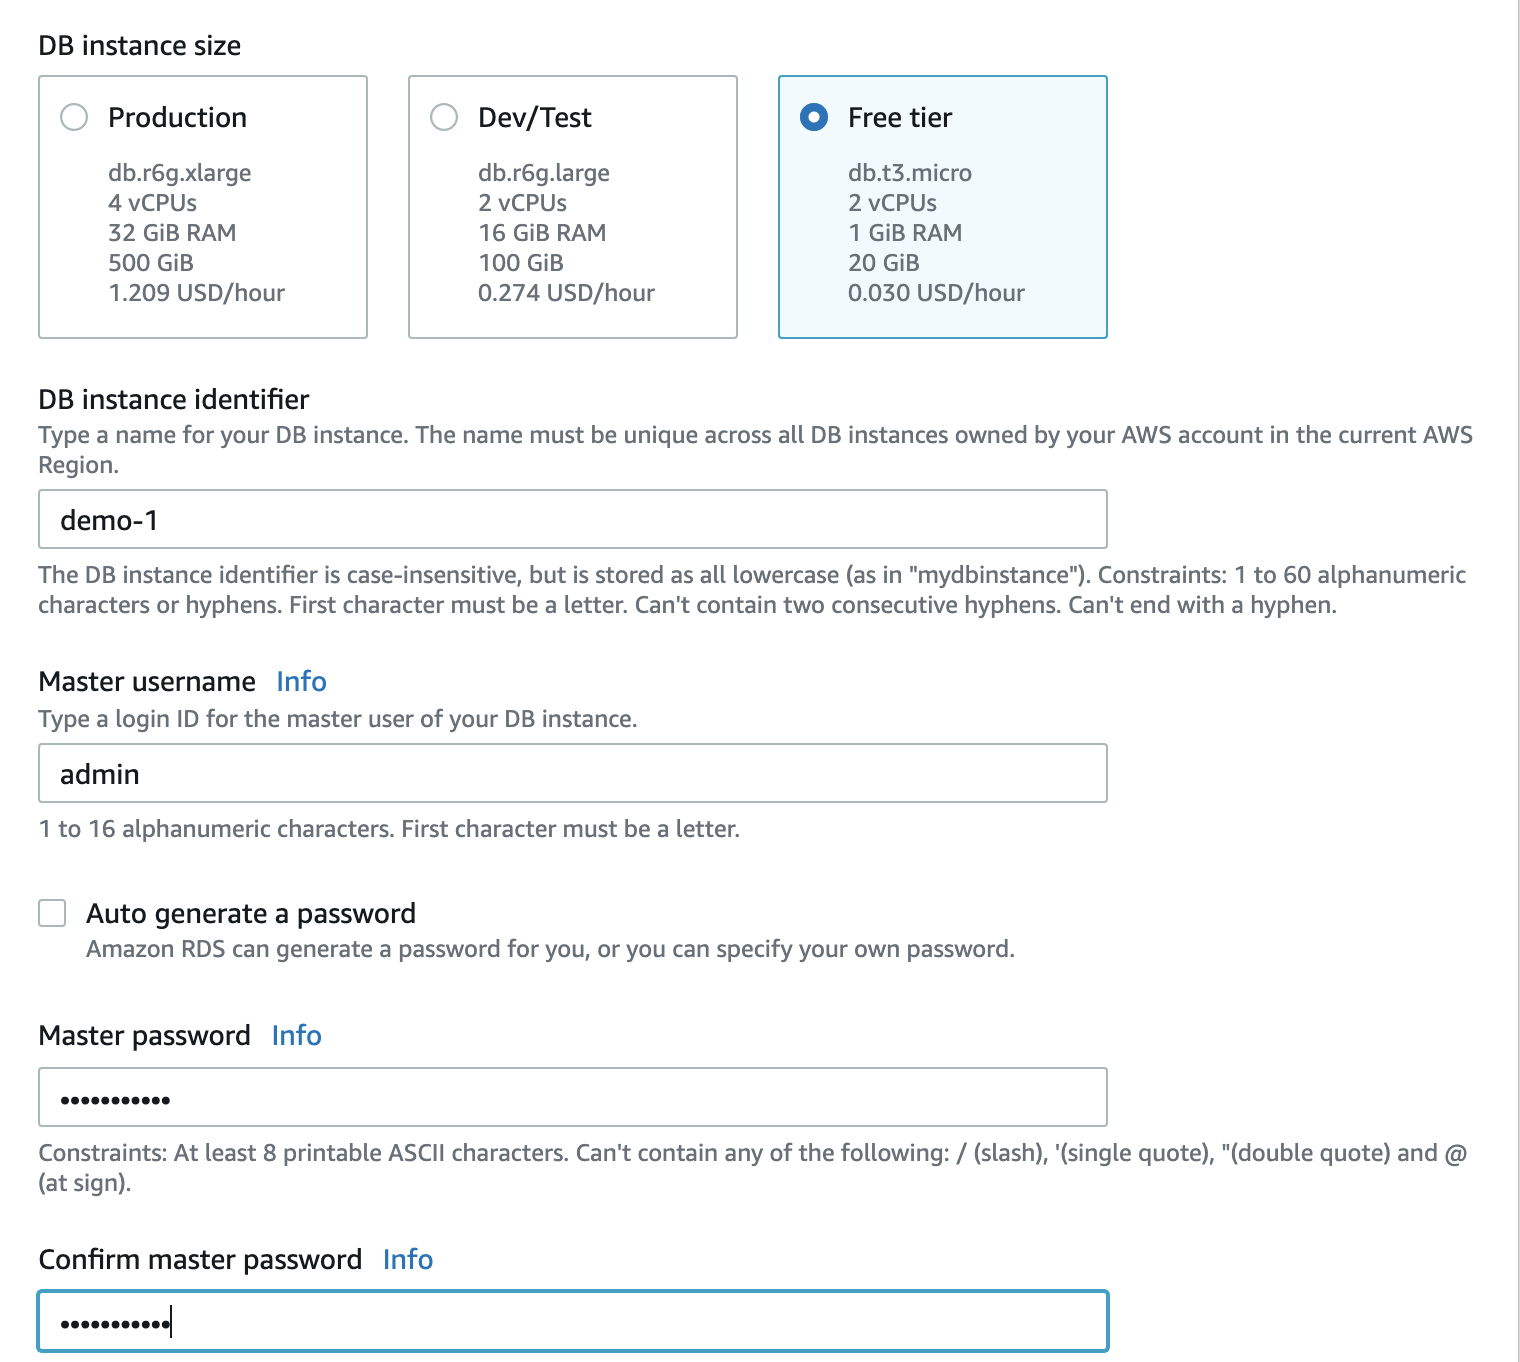 DB instance size
Production
db.r6g.xlarge
4 vCPUs
32 GiB RAM
500 GiB
1.209 USD/hour
Dev/Test
db.r6g.large
2 vCPUs
16 GiB RAM
100 GiB
0.274 USD/hour
Free tier
db.t3.micro
2 vCPUs
1 GiB RAM
20 GiB
0.030 USD/hour
DB instance identifier
Type a name for your DB instance. The name must be unique across all DB instances owned by your AWS account in the current AWS
Region.
demo-1
The DB instance identifier is case-insensitive, but is stored as all lowercase (as in "mydbinstance"). Constraints: 1 to 60 alphanumeric
characters or hyphens. First character must be a letter. Can't contain two consecutive hyphens. Can't end with a hyphen.
Master username Info
Type a login ID for the master user of your DB instance.
admin
1 to 16 alphanumeric characters. First character must be a letter.
Auto generate a password
Amazon RDS can generate a password for you, or you can specify your own password.
Master password Info
•••••••••••
Constraints: At least 8 printable ASCII characters. Can't contain any of the following: / (slash), '(single quote), "(double quote) and @
(at sign).
Confirm master password Info
•••••••••••